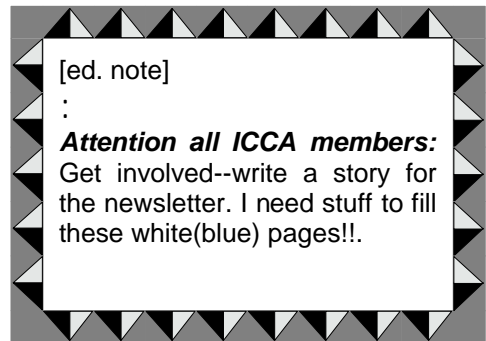 [ed. note]
:
Attention all ICCA members:
Get involved--write a story for
the newsletter. I need stuff to fill
these white(blue) pages!!.